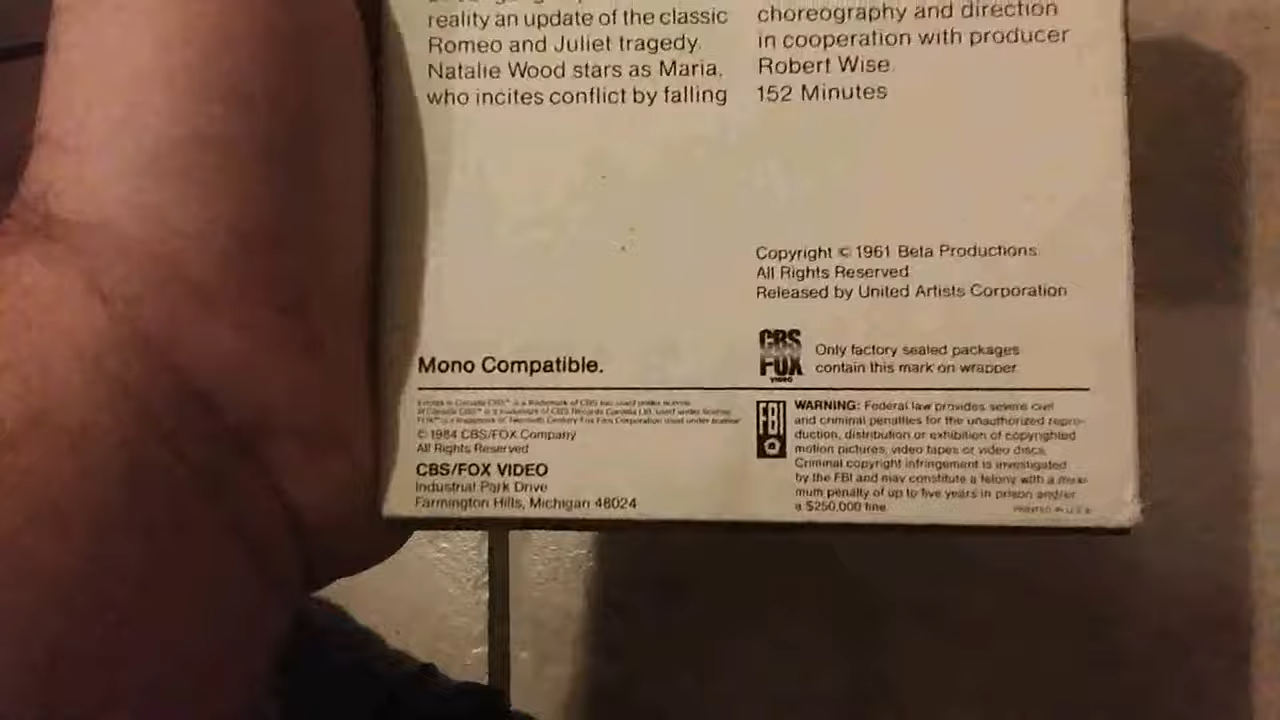 reality an update of the classic
Romeo and Juliet tragedy.
Natalie Wood stars as Maria,
who incites conflict by falling
choreography and direction
in cooperation with producer
Robert Wise.
152 Minutes
Copyright © 1961 Beta Productions.
All Rights Reserved
Released by United Artists Corporation
CBS
FOX
VIDEO
Only factory sealed packages
contain this mark on wrapper.
Mono Compatible.
© 1984 CBS/FOX Company
All Rights Reserved
CBS/FOX VIDEO
Industrial Park Drive
Farmington Hills, Michigan 48024
FBI
WARNING: Federal law provides severe civil
and criminal penalties for the unauthorized repro-
duction, distribution or exhibition of copyrighted
motion pictures, video tapes or video discs.
Criminal copyright infringement is investigated
by the FBI and may constitute a felony with a maxi-
mum penalty of up to five years in prison and/or
a $250,000 fine.
PRINTED IN U.S.A.